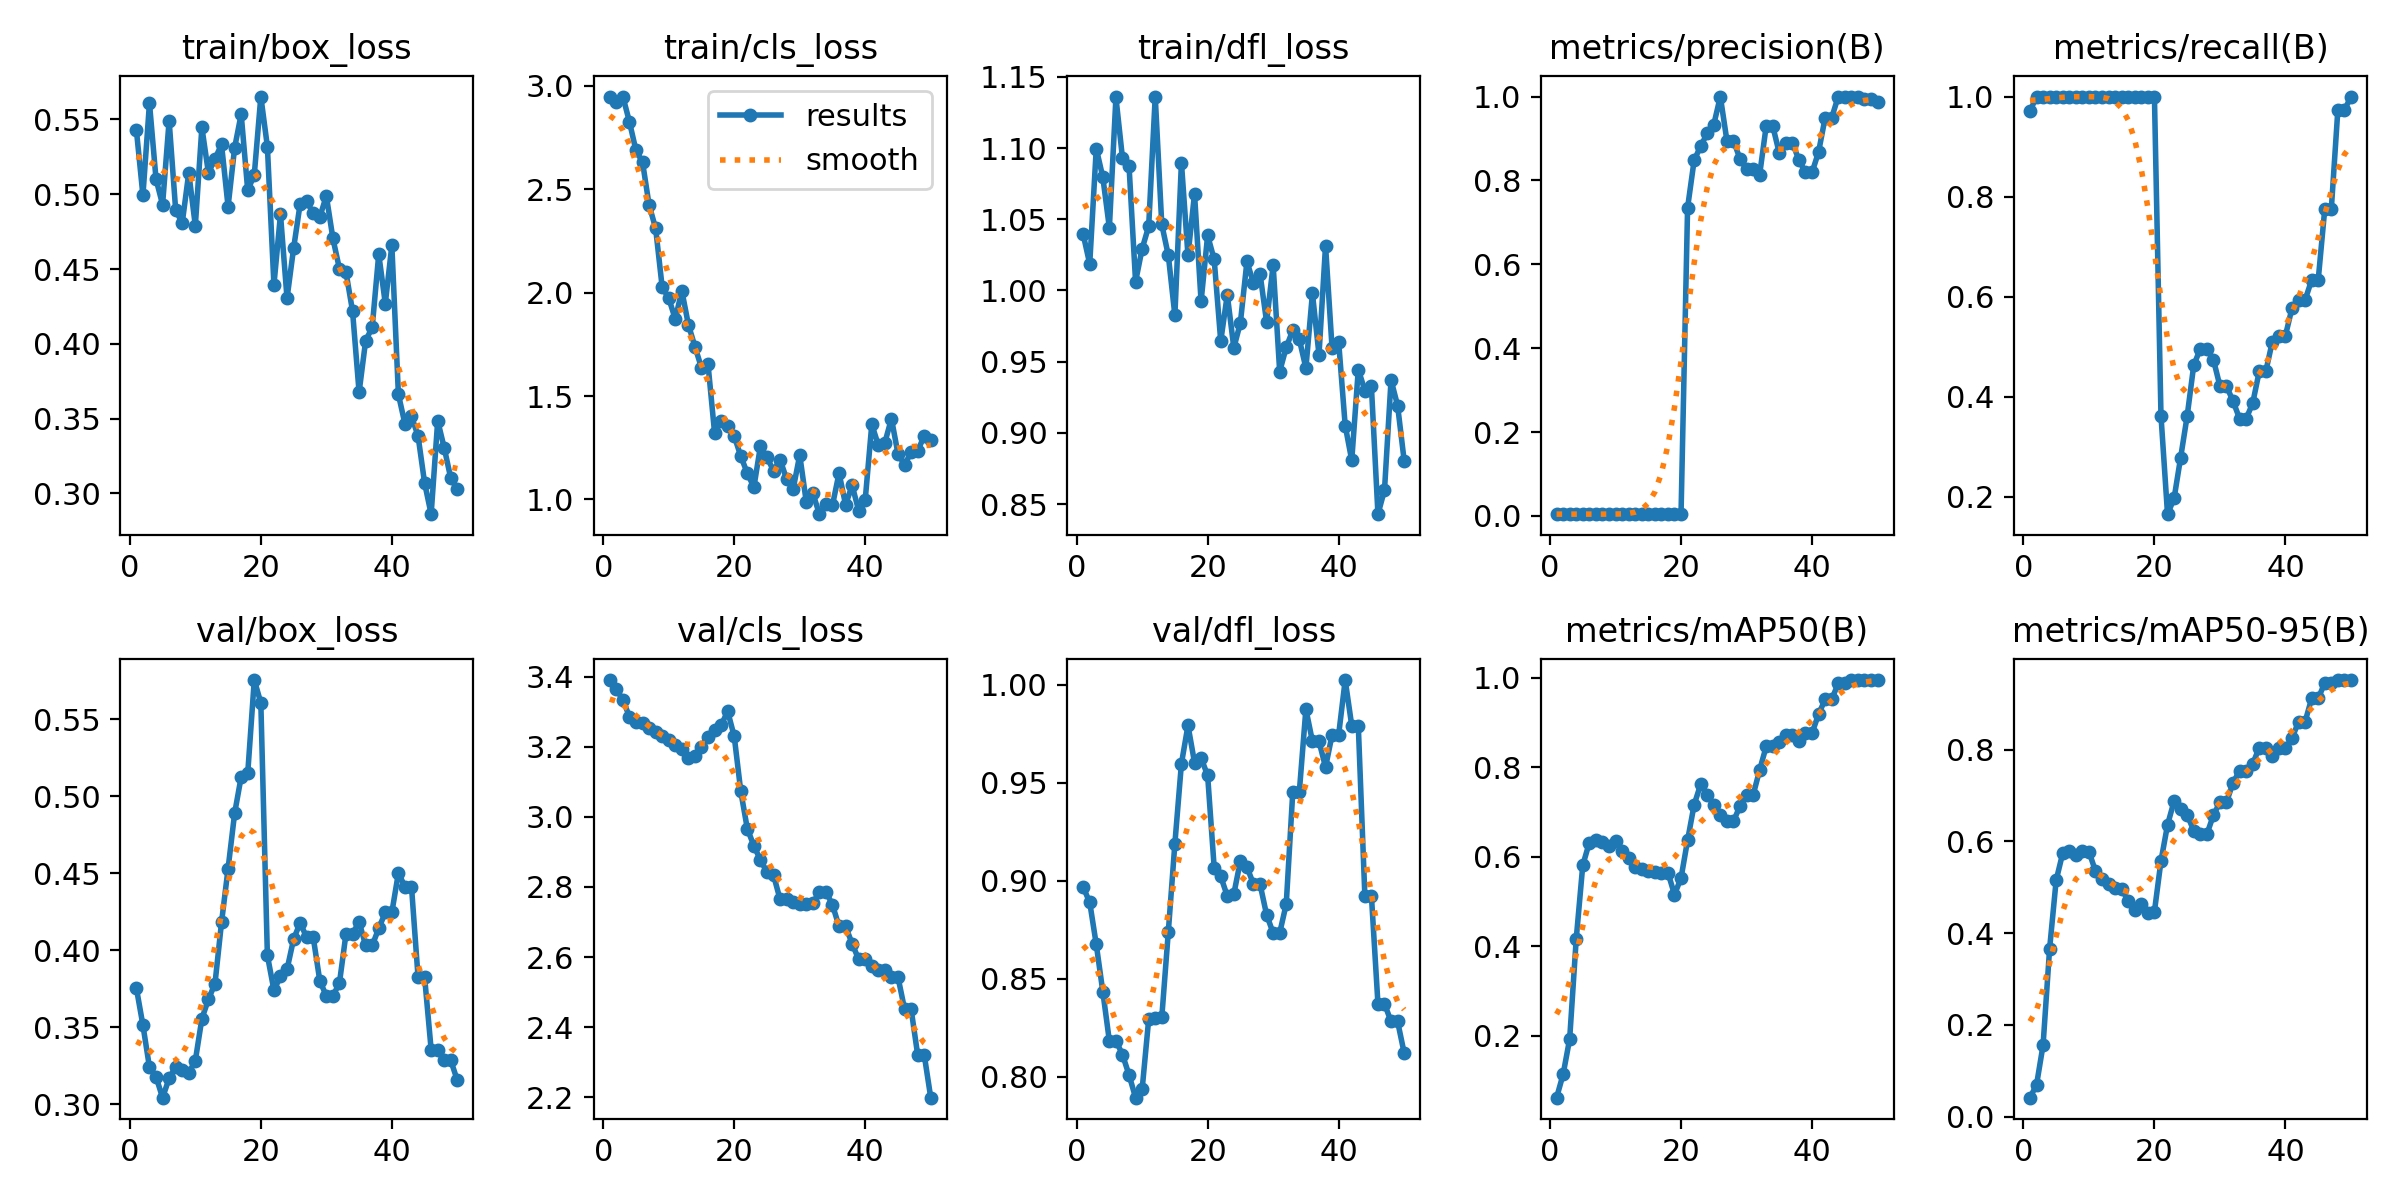 train/box_loss
0.55
0.50
0.45
0.40
0.35
0.30
0 20 40
train/cls_loss
3.0
2.5
2.0
1.5
1.0
results
smooth
0 20 40
train/dfl_loss
1.15
1.10
1.05
1.00
0.95
0.90
0.85
0 20 40
metrics/precision(B)
1.0
0.8
0.6
0.4
0.2
0.0
0 20 40
metrics/recall(B)
1.0
0.8
0.6
0.4
0.2
0 20 40
val/box_loss
0.55
0.50
0.45
0.40
0.35
0.30
0 20 40
val/cls_loss
3.4
3.2
3.0
2.8
2.6
2.4
2.2
0 20 40
val/dfl_loss
1.00
0.95
0.90
0.85
0.80
0 20 40
metrics/mAP50(B)
1.0
0.8
0.6
0.4
0.2
0 20 40
metrics/mAP50-95(B)
0.8
0.6
0.4
0.2
0.0
0 20 40